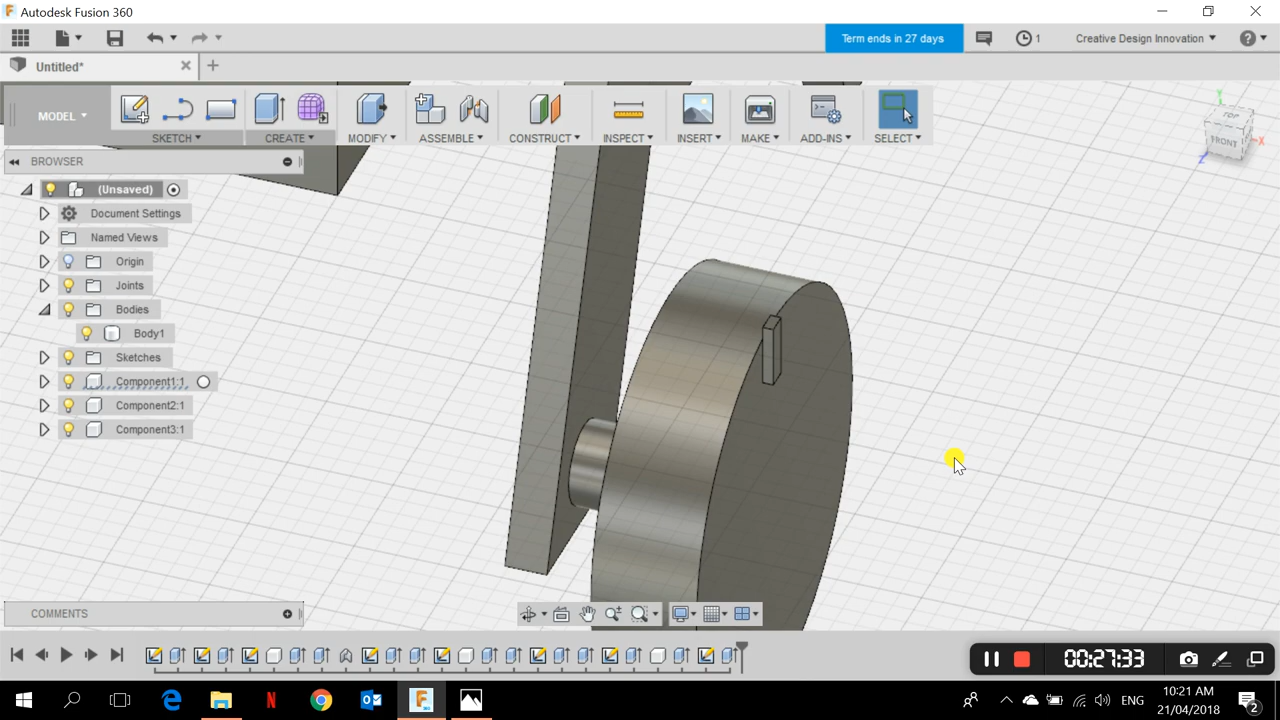 Autodesk Fusion 360
Term ends in 27 days
1
Creative Design Innovation
Untitled*
MODEL
SKETCH
CREATE
MODIFY
ASSEMBLE
CONSTRUCT
INSPECT
INSERT
MAKE
ADD-INS
SELECT
TOP
FRONT
X
Y
Z
BROWSER
(Unsaved)
Document Settings
Named Views
Origin
Joints
Bodies
Body1
Sketches
Component1:1
Component2:1
Component3:1
COMMENTS
00:27:33
ENG
10:21 AM
21/04/2018
2